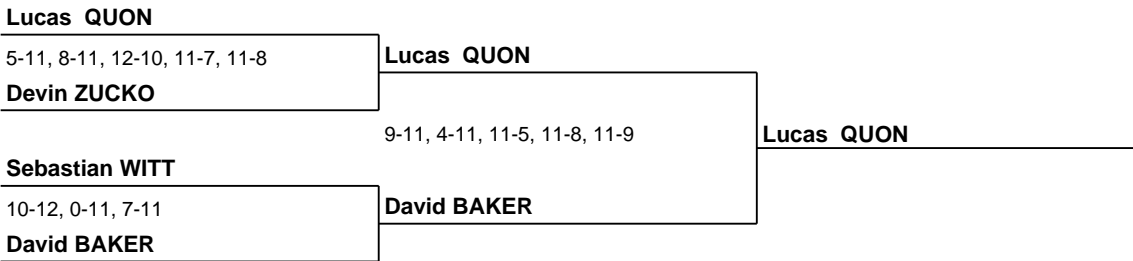 Lucas  QUON
5-11, 8-11, 12-10, 11-7, 11-8
Lucas  QUON
Devin ZUCKO
9-11, 4-11, 11-5, 11-8, 11-9
Lucas  QUON
Sebastian WITT
10-12, 0-11, 7-11
David BAKER
David BAKER